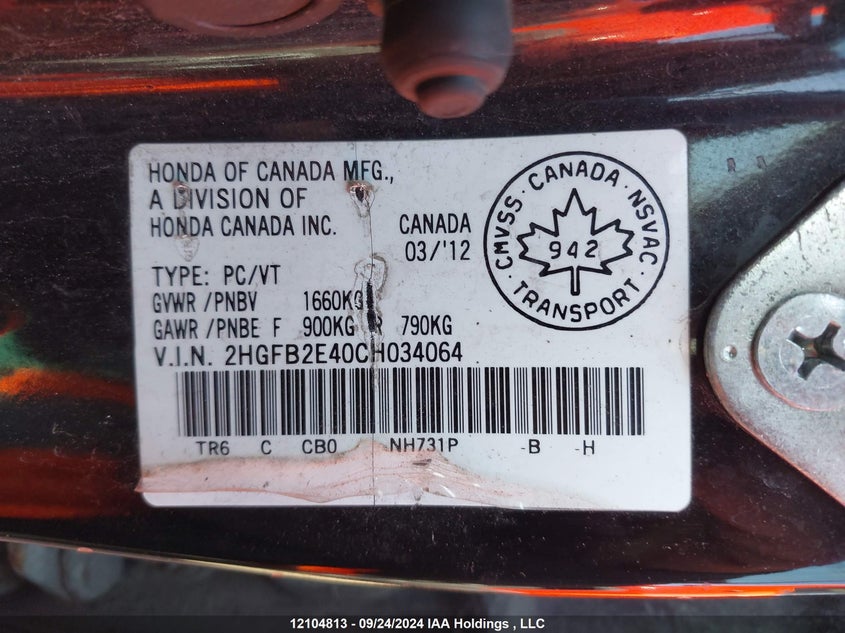 HONDA OF CANADA MFG.,
A DIVISION OF
HONDA CANADA INC.
CANADA
03/'12
CMVSS · CANADA · NSVAC · TRANSPORT ·
942
TYPE: PC/VT
GVWR /PNBV 1660KG
GAWR /PNBE F 900KG R 790KG
V.I.N. 2HGFB2E40CH034064
TR6 C CB0 NH731P -B -H
12104813 - 09/24/2024 IAA Holdings , LLC